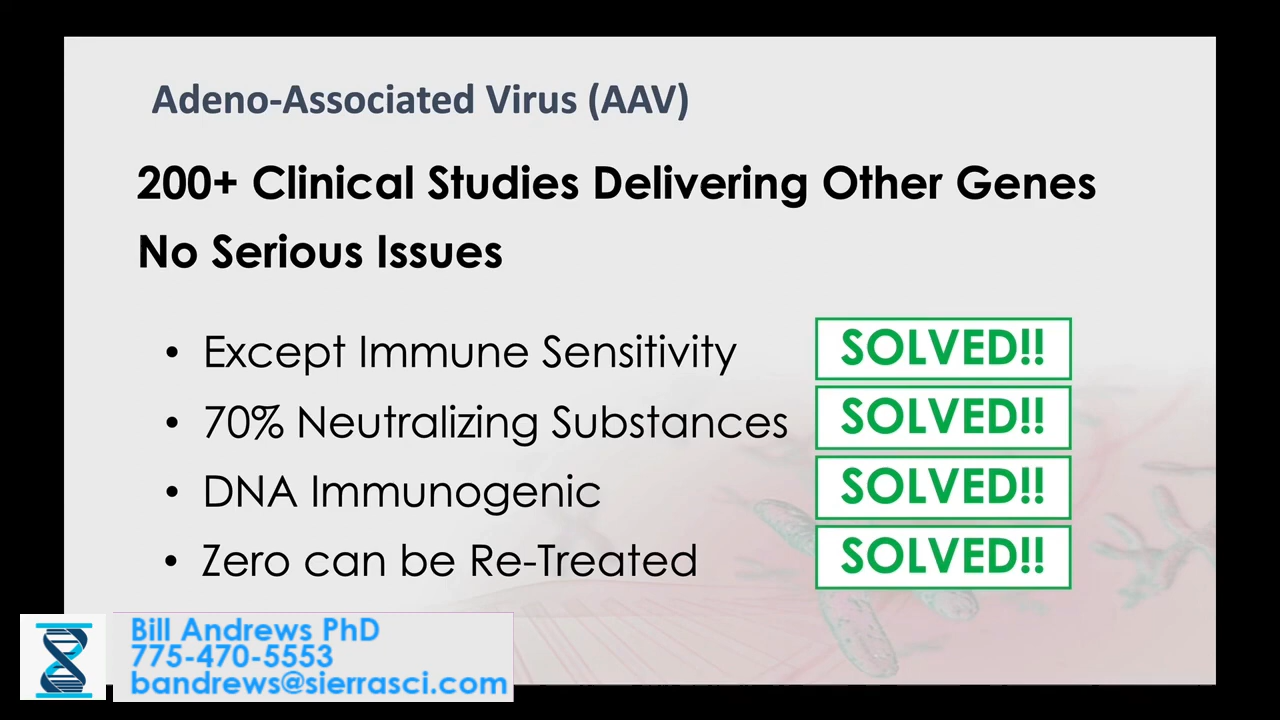 Adeno-Associated Virus (AAV)
200+ Clinical Studies Delivering Other Genes
No Serious Issues
• Except Immune Sensitivity SOLVED!!
• 70% Neutralizing Substances SOLVED!!
• DNA Immunogenic SOLVED!!
• Zero can be Re-Treated SOLVED!!
Bill Andrews PhD
775-470-5553
bandrews@sierrasci.com